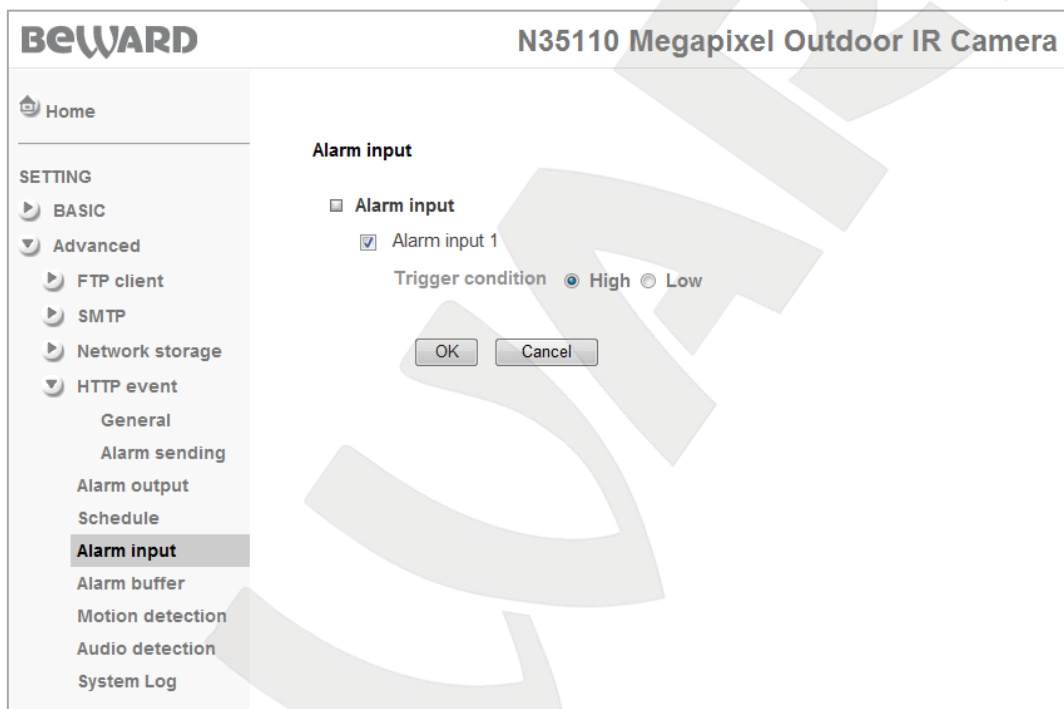 BEWARD
N35110 Megapixel Outdoor IR Camera
Home
SETTING
BASIC
Advanced
FTP client
SMTP
Network storage
HTTP event
General
Alarm sending
Alarm output
Schedule
Alarm input
Alarm buffer
Motion detection
Audio detection
System Log
Alarm input
Alarm input
Alarm input 1
Trigger condition High Low
OK Cancel